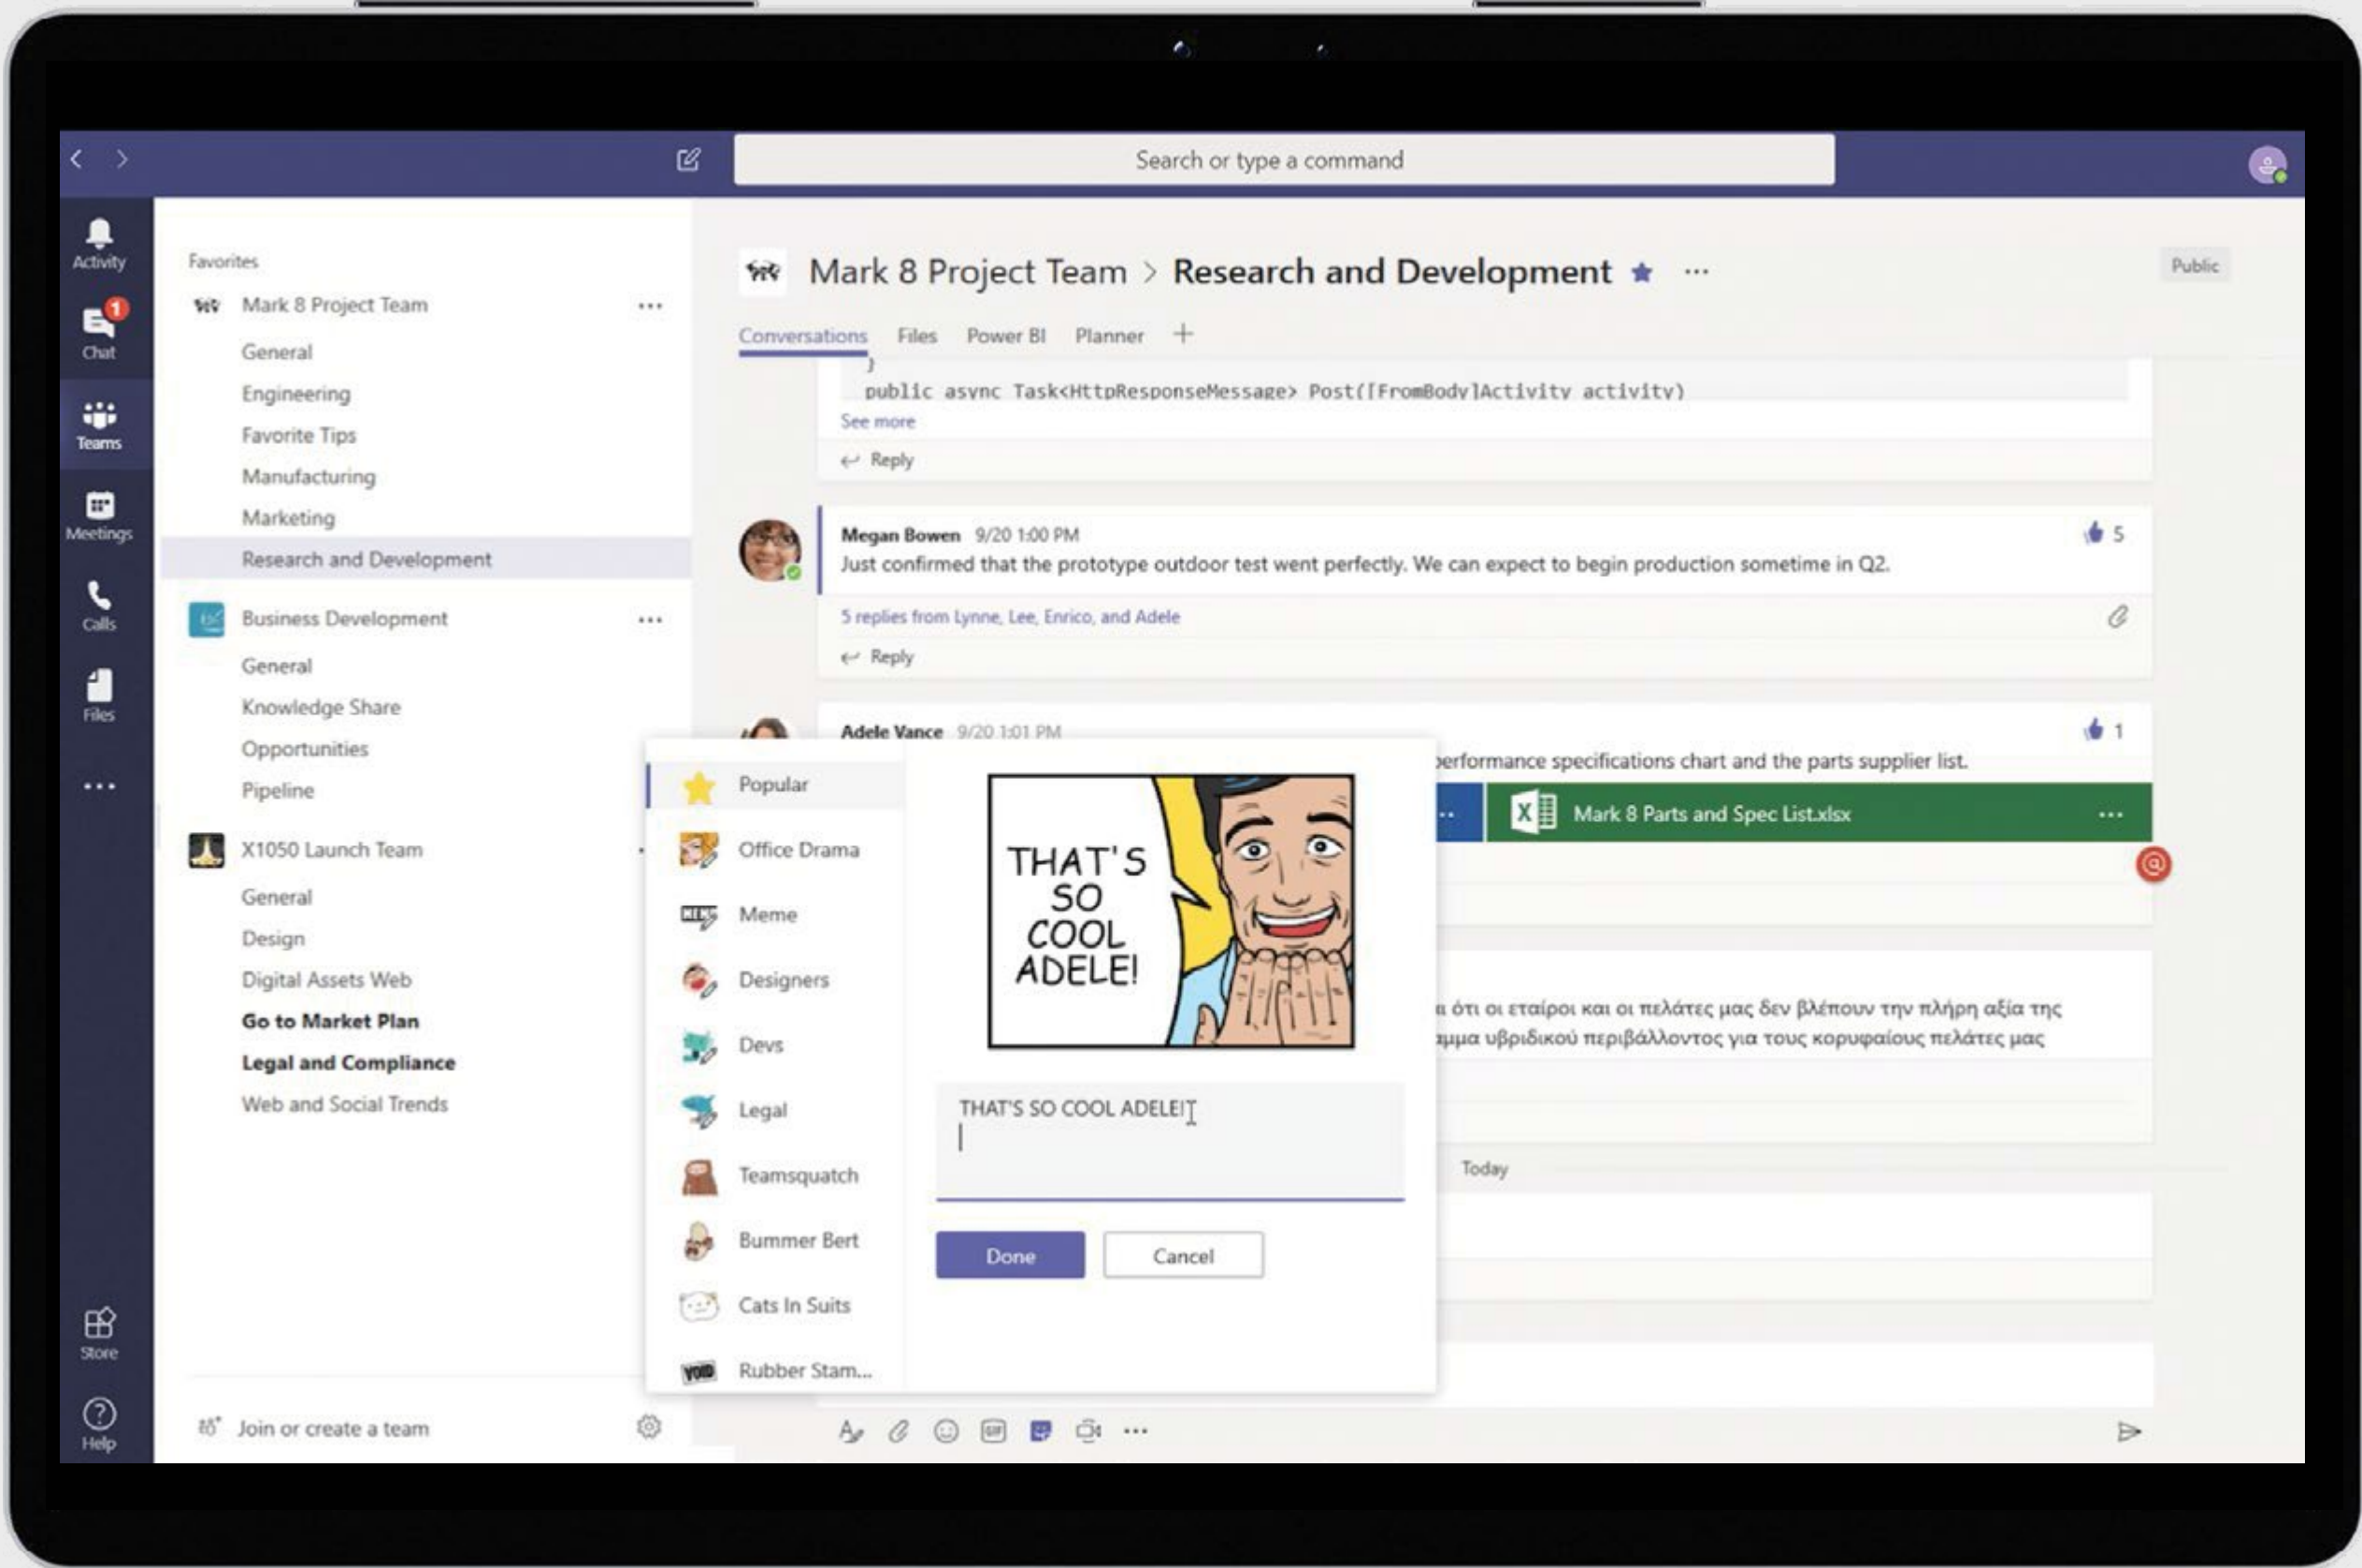 Search or type a command
Activity
1
Chat
Teams
Meetings
Calls
Files
...
Store
Help
Favorites
Mark 8 Project Team
General
Engineering
Favorite Tips
Manufacturing
Marketing
Research and Development
Business Development
General
Knowledge Share
Opportunities
Pipeline
X1050 Launch Team
General
Design
Digital Assets Web
Go to Market Plan
Legal and Compliance
Web and Social Trends
Join or create a team
Mark 8 Project Team > Research and Development
Public
Conversations Files Power BI Planner +
}
public async Task<HttpResponseMessage> Post([FromBody]Activity activity)
See more
Reply
Megan Bowen 9/20 1:00 PM
5
Just confirmed that the prototype outdoor test went perfectly. We can expect to begin production sometime in Q2.
5 replies from Lynne, Lee, Enrico, and Adele
Reply
Adele Vance 9/20 1:01 PM
1
performance specifications chart and the parts supplier list.
Mark 8 Parts and Spec List.xlsx
@
ότι οι εταίροι και οι πελάτες μας δεν βλέπουν την πλήρη αξία της
υβριδικού περιβάλλοντος για τους κορυφαίους πελάτες μας
Today
Popular
Office Drama
Meme
Designers
Devs
Legal
Teamsquatch
Bummer Bert
Cats In Suits
VOID
Rubber Stam...
THAT'S
SO
COOL
ADELE!
THAT'S SO COOL ADELE!
Done
Cancel
GIF